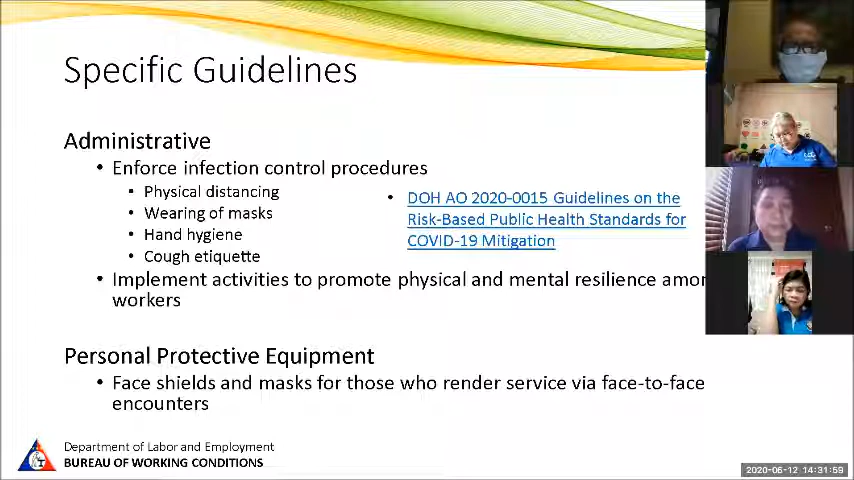 Specific Guidelines
Administrative
• Enforce infection control procedures
• Physical distancing
• Wearing of masks
• Hand hygiene
• Cough etiquette
• DOH AO 2020-0015 Guidelines on the
Risk-Based Public Health Standards for
COVID-19 Mitigation
• Implement activities to promote physical and mental resilience amor
workers
Personal Protective Equipment
• Face shields and masks for those who render service via face-to-face
encounters
Department of Labor and Employment
BUREAU OF WORKING CONDITIONS
2020-06-12 14:31:59